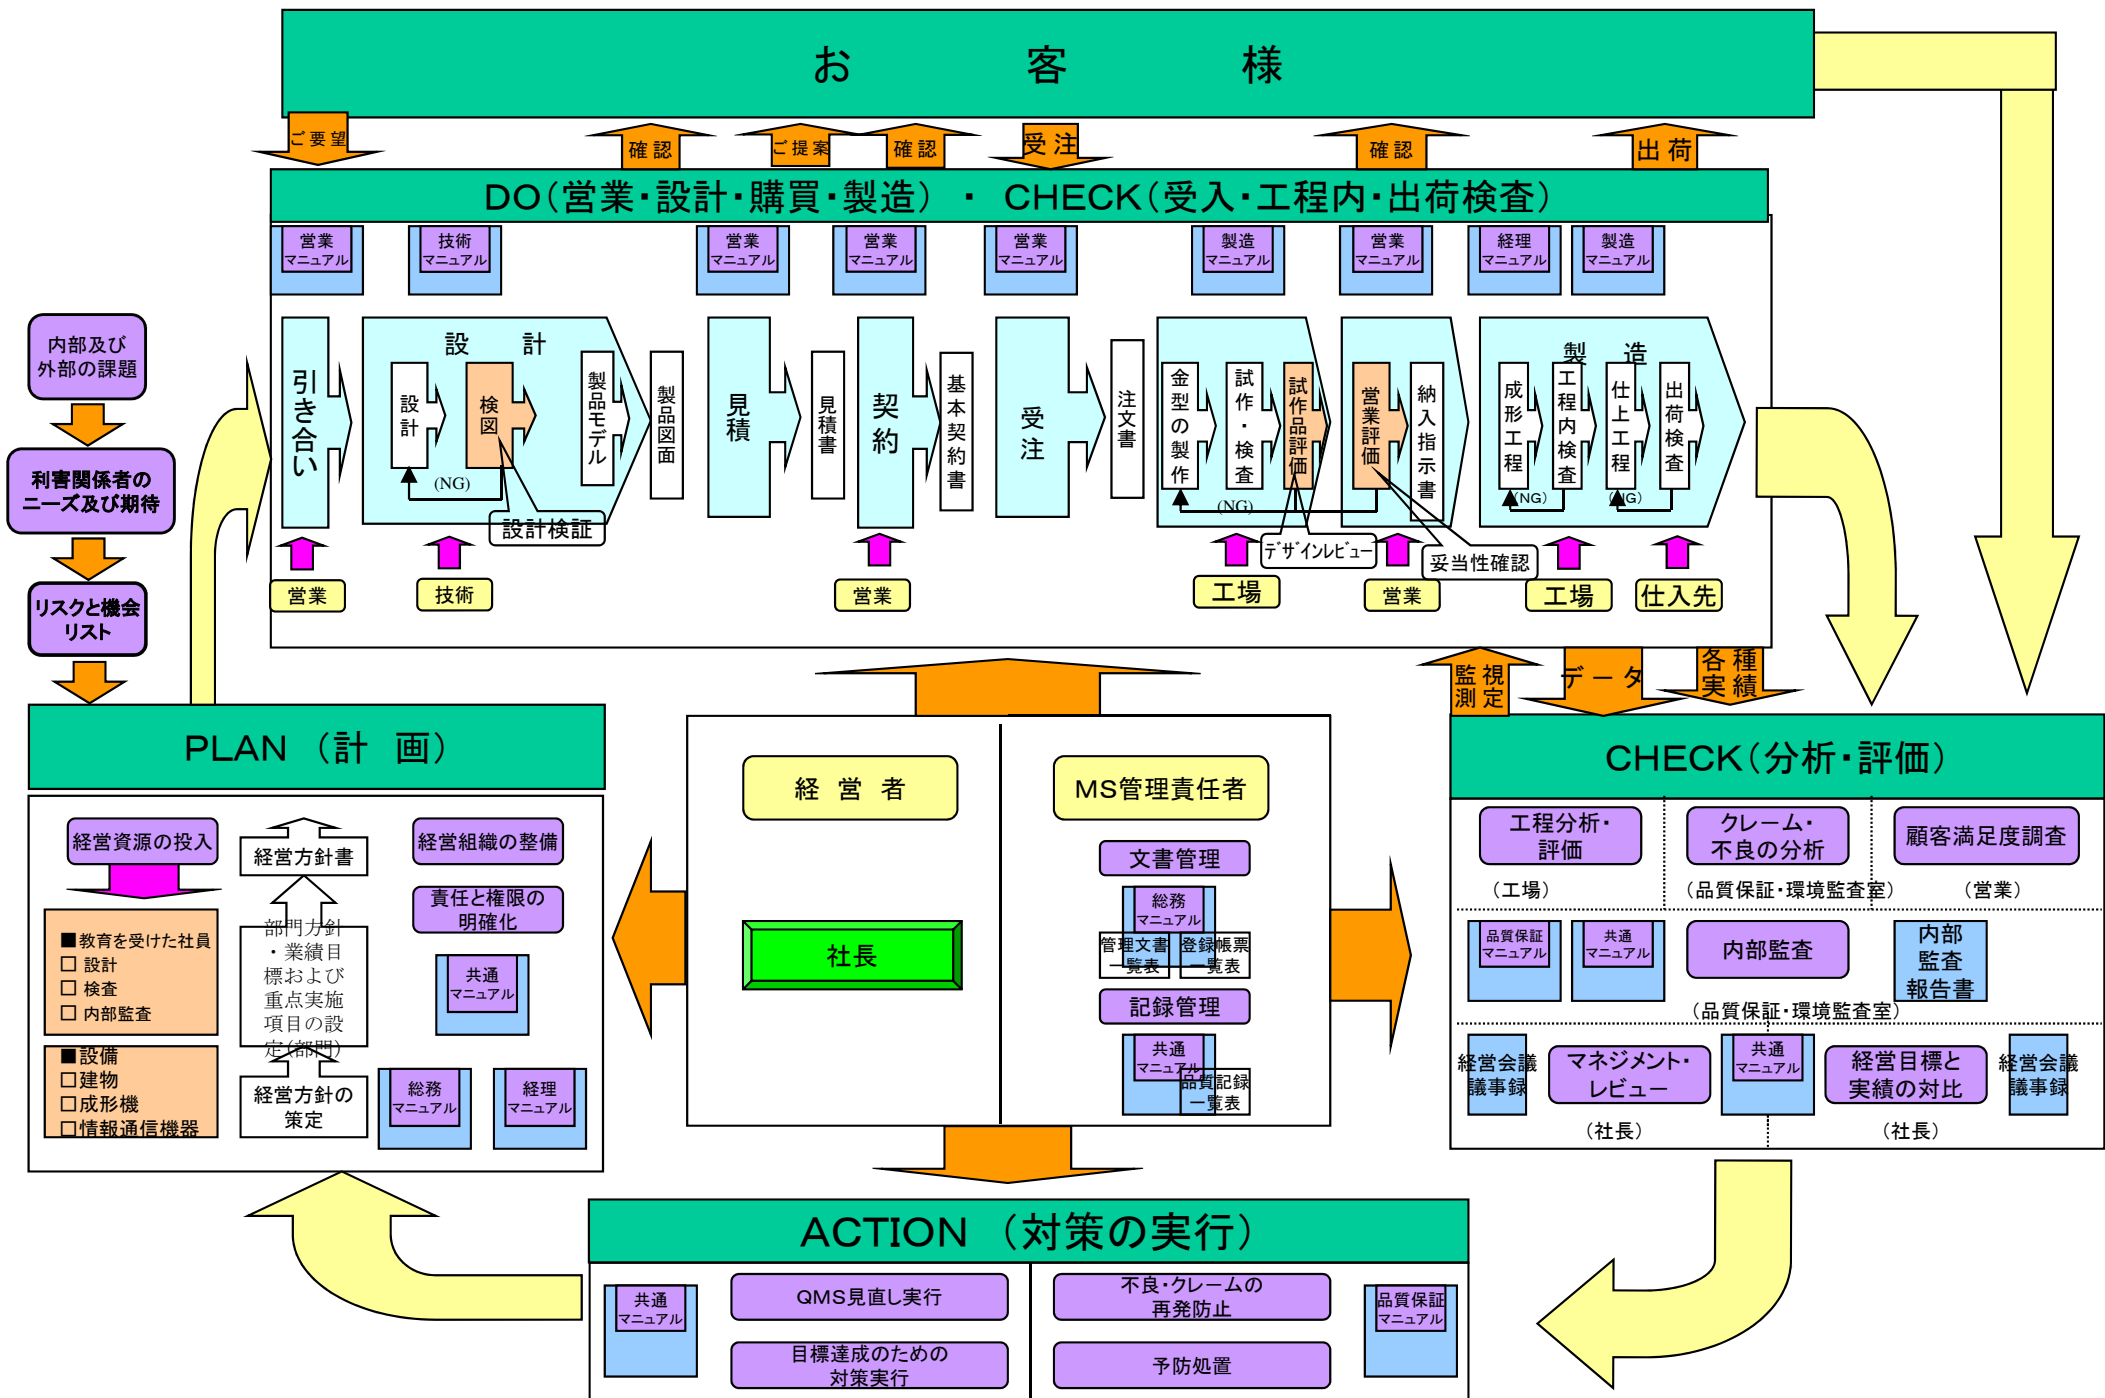 お 客 様
ご要望
確認
ご提案
確認
受注
確認
出荷
DO(営業・設計・購買・製造) ・ CHECK(受入・工程内・出荷検査)
営業
マニュアル
技術
マニュアル
営業
マニュアル
営業
マニュアル
営業
マニュアル
製造
マニュアル
営業
マニュアル
経理
マニュアル
製造
マニュアル
引き合い
設 計
設計
検図
(NG)
設計検証
製品モデル
製品図面
見積
見積書
契約
基本契約書
受注
注文書
金型の製作
試作・検査
試作品評価
(NG)
デザインレビュー
営業評価
納入指示書
妥当性確認
製 造
成形工程
工程内検査
仕上工程
出荷検査
(NG)
(NG)
営業
技術
営業
工場
営業
工場
仕入先
内部及び
外部の課題
利害関係者の
ニーズ及び期待
リスクと機会
リスト
監視
測定
データ
各種
実績
PLAN (計 画)
経営資源の投入
■教育を受けた社員
□ 設計
□ 検査
□ 内部監査
■設備
□建物
□成形機
□情報通信機器
経営方針書
部門方針
・業績目
標および
重点実施
項目の設
定(部門)
経営方針の
策定
経営組織の整備
責任と権限の
明確化
共通
マニュアル
総務
マニュアル
経理
マニュアル
経 営 者
社長
MS管理責任者
文書管理
総務
マニュアル
管理文書
一覧表
登録帳票
一覧表
記録管理
共通
マニュアル
品質記録
一覧表
CHECK(分析・評価)
工程分析・
評価
(工場)
クレーム・
不良の分析
(品質保証・環境監査室)
顧客満足度調査
(営業)
品質保証
マニュアル
共通
マニュアル
内部監査
(品質保証・環境監査室)
内部
監査
報告書
経営会議
議事録
マネジメント・
レビュー
(社長)
共通
マニュアル
経営目標と
実績の対比
(社長)
経営会議
議事録
ACTION (対策の実行)
共通
マニュアル
QMS見直し実行
目標達成のための
対策実行
不良・クレームの
再発防止
予防処置
品質保証
マニュアル